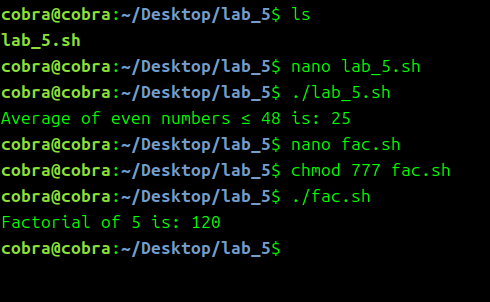 cobra@cobra:~/Desktop/lab_5$ ls
lab_5.sh
cobra@cobra:~/Desktop/lab_5$ nano lab_5.sh
cobra@cobra:~/Desktop/lab_5$ ./lab_5.sh
Average of even numbers ≤ 48 is: 25
cobra@cobra:~/Desktop/lab_5$ nano fac.sh
cobra@cobra:~/Desktop/lab_5$ chmod 777 fac.sh
cobra@cobra:~/Desktop/lab_5$ ./fac.sh
Factorial of 5 is: 120
cobra@cobra:~/Desktop/lab_5$